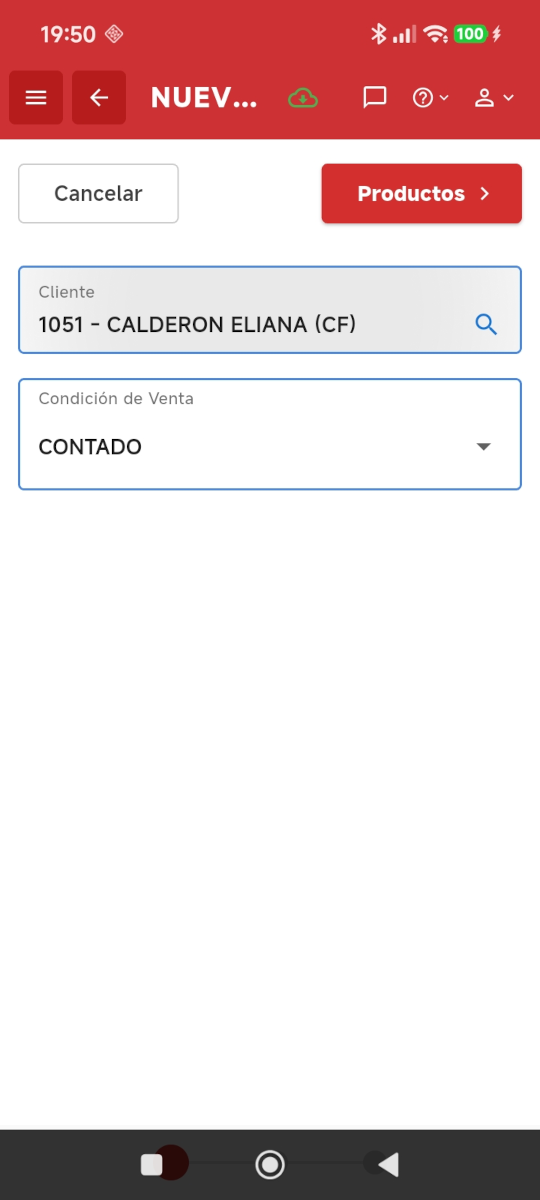 19:50
100
NUEV...
Cancelar
Productos
Cliente
1051 - CALDERON ELIANA (CF)
Condición de Venta
CONTADO